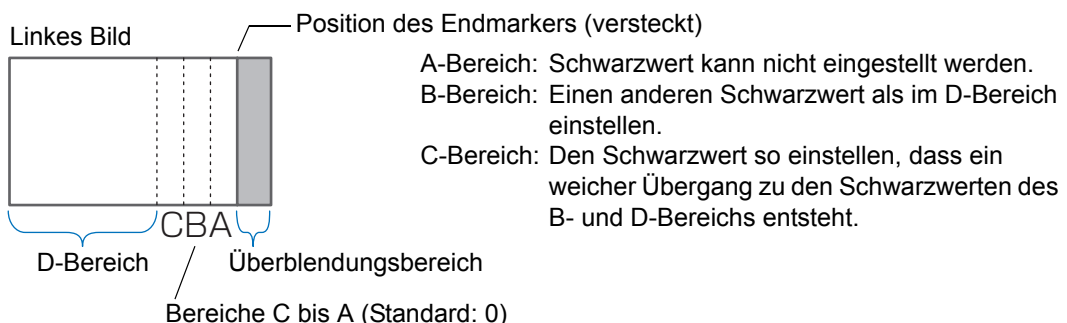 Position des Endmarkers (versteckt)
Linkes Bild
A-Bereich: Schwarzwert kann nicht eingestellt werden.
B-Bereich: Einen anderen Schwarzwert als im D-Bereich
einstellen.
C-Bereich: Den Schwarzwert so einstellen, dass ein
weicher Übergang zu den Schwarzwerten des
B- und D-Bereichs entsteht.
CBA
D-Bereich
Überblendungsbereich
Bereiche C bis A (Standard: 0)